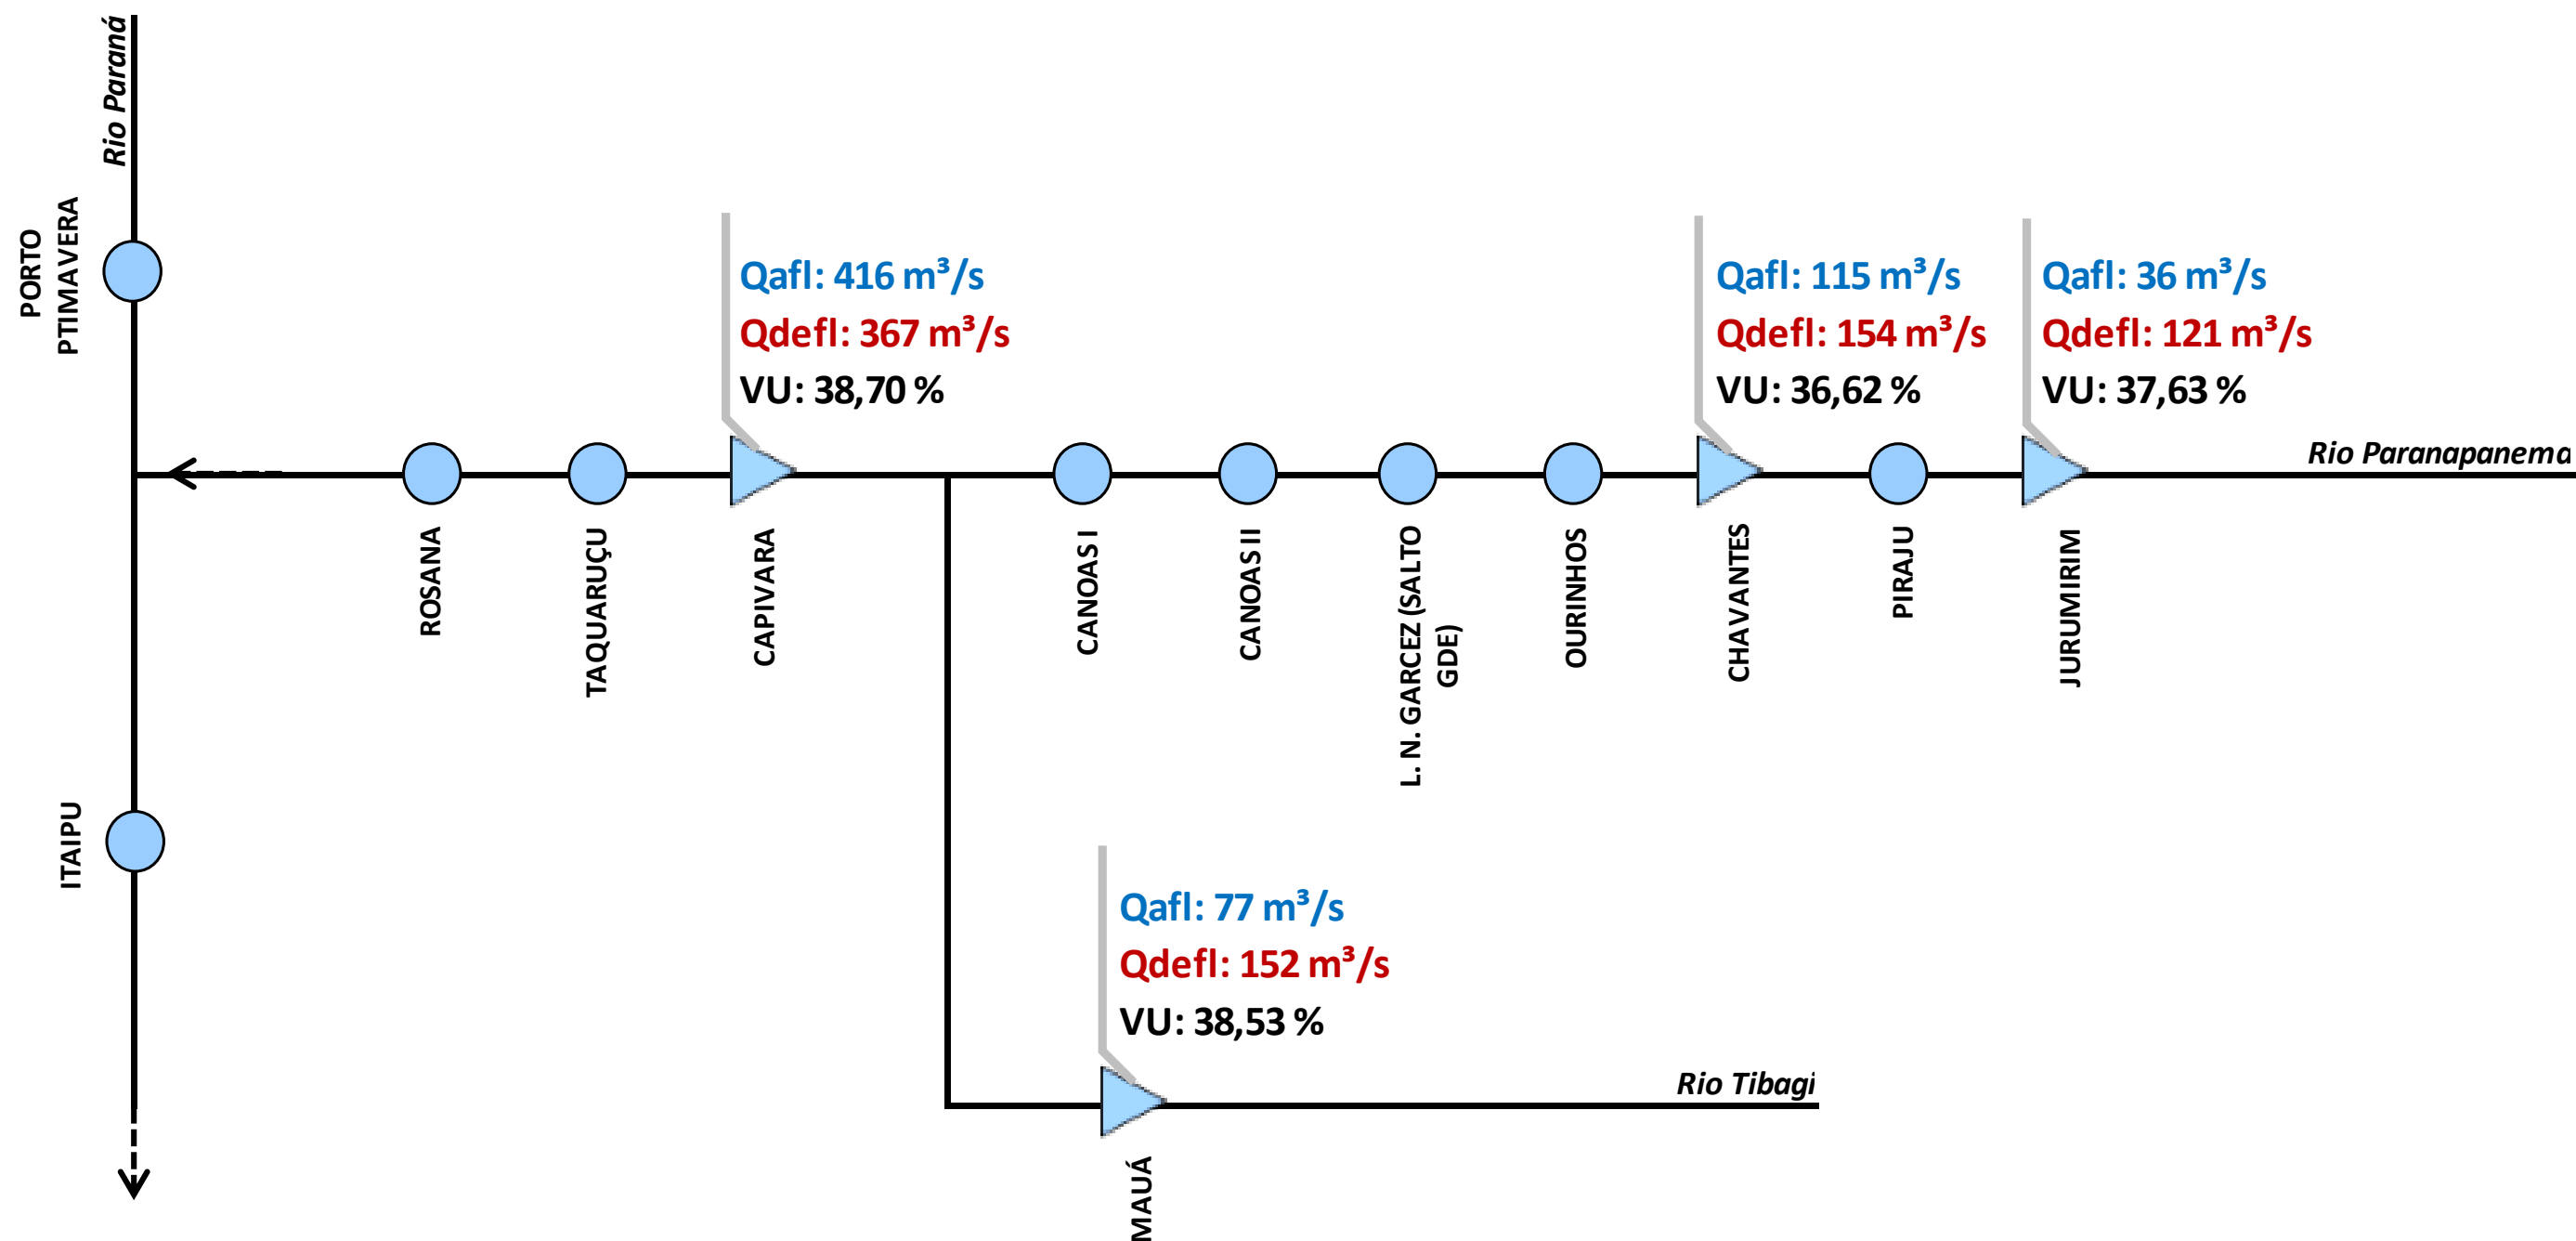 Rio Paraná
PORTO
PTIMAVERA
Qafl: 416 m³/s
Qdefl: 367 m³/s
VU: 38,70 %
Qafl: 115 m³/s
Qdefl: 154 m³/s
VU: 36,62 %
Qafl: 36 m³/s
Qdefl: 121 m³/s
VU: 37,63 %
Rio Paranapanema
ROSANA
TAQUARUÇU
CAPIVARA
CANOAS I
CANOAS II
L. N. GARCEZ (SALTO
GDE)
OURINHOS
CHAVANTES
PIRAJU
JURUMIRIM
ITAIPU
Qafl: 77 m³/s
Qdefl: 152 m³/s
VU: 38,53 %
Rio Tibagi
MAUÁ